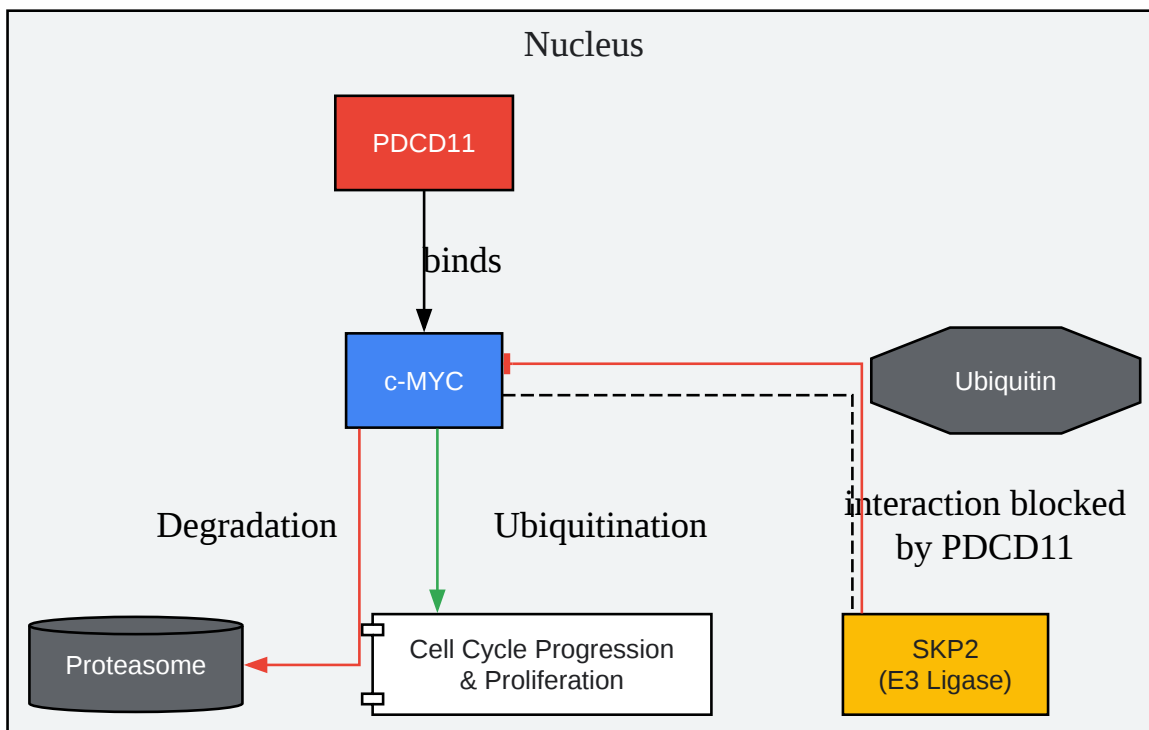 Nucleus
PDCD11
binds
c-MYC
Ubiquitin
Degradation
Ubiquitination
interaction blocked
by PDCD11
Proteasome
Cell Cycle Progression
& Proliferation
SKP2
(E3 Ligase)